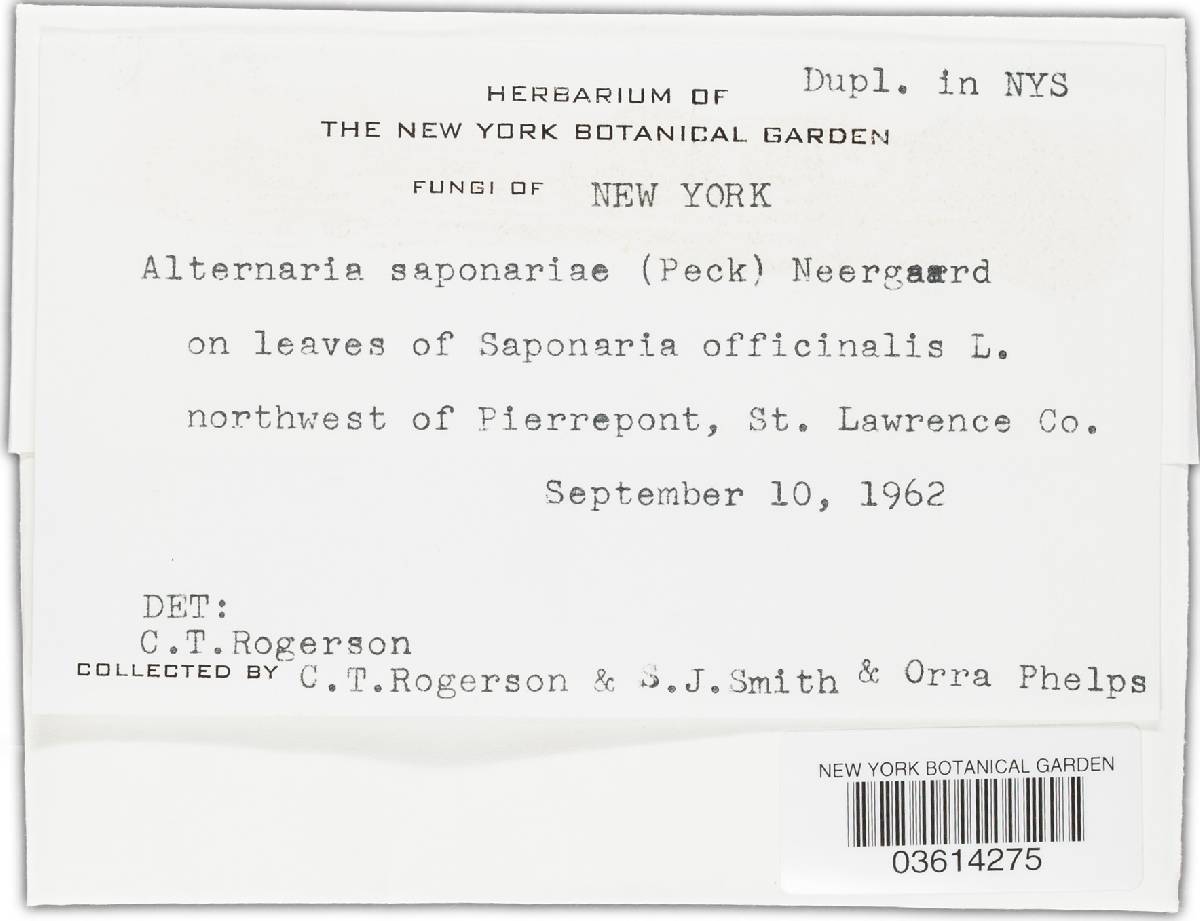 Dupl. in NYS
HERBARIUM OF
THE NEW YORK BOTANICAL GARDEN
FUNGI OF NEW YORK
Alternaria saponariae (Peck) Neergaard
on leaves of Saponaria officinalis L.
northwest of Pierrepont, St. Lawrence Co.
September 10, 1962
DET:
C.T.Rogerson
COLLECTED BY C.T.Rogerson & S.J.Smith & Orra Phelps
NEW YORK BOTANICAL GARDEN
03614275